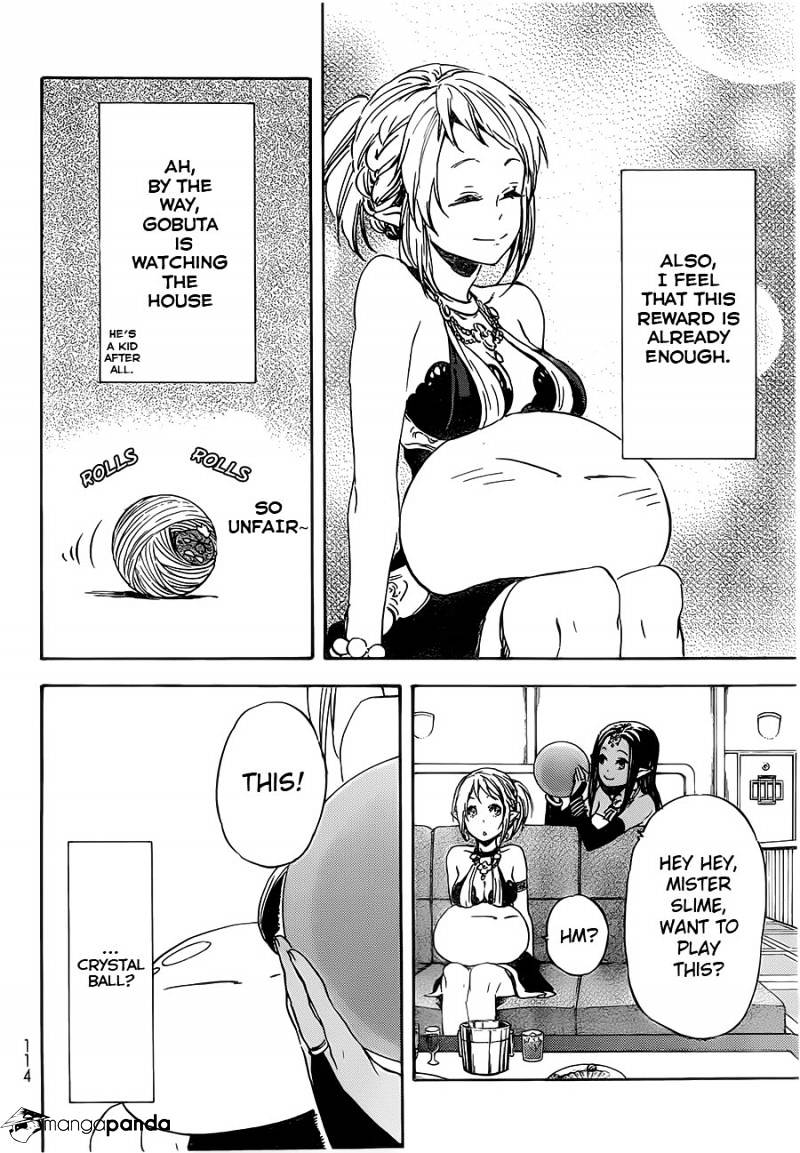 ALSO,
I FEEL
THAT THIS
REWARD IS
ALREADY
ENOUGH.
AH,
BY THE
WAY,
GOBUTA
IS
WATCHING
THE
HOUSE
HE'S
A KID
AFTER
ALL.
ROLLS
ROLLS
SO
UNFAIR~
HEY HEY,
MISTER
SLIME,
WANT TO
PLAY
THIS?
HM?
THIS!
...
CRYSTAL
BALL?
114
mangapanda